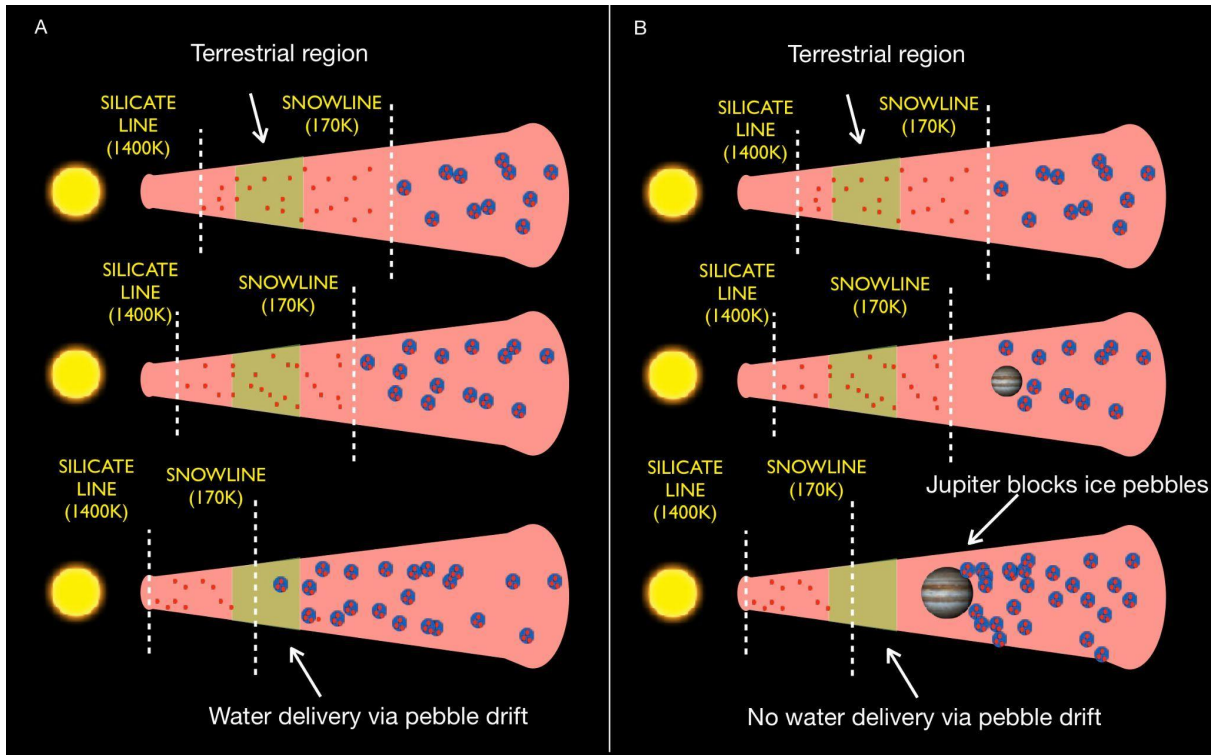 A
Terrestrial region
SILICATE
LINE
(1400K)
SNOWLINE
(170K)
SILICATE
LINE
(1400K)
SNOWLINE
(170K)
SILICATE
LINE
(1400K)
SNOWLINE
(170K)
Water delivery via pebble drift
B
Terrestrial region
SILICATE
LINE
(1400K)
SNOWLINE
(170K)
SILICATE
LINE
(1400K)
SNOWLINE
(170K)
SILICATE
LINE
(1400K)
SNOWLINE
(170K)
Jupiter blocks ice pebbles
No water delivery via pebble drift